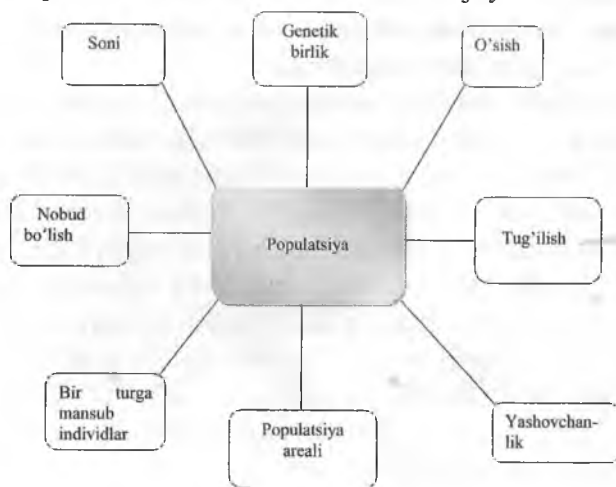 Soni
Genetik
birlik
O'sish
Nobud
bo'lish
Populatsiya
Tug'ilish
Bir turga
mansub
individlar
Populatsiya
areali
Yashovchan-
lik